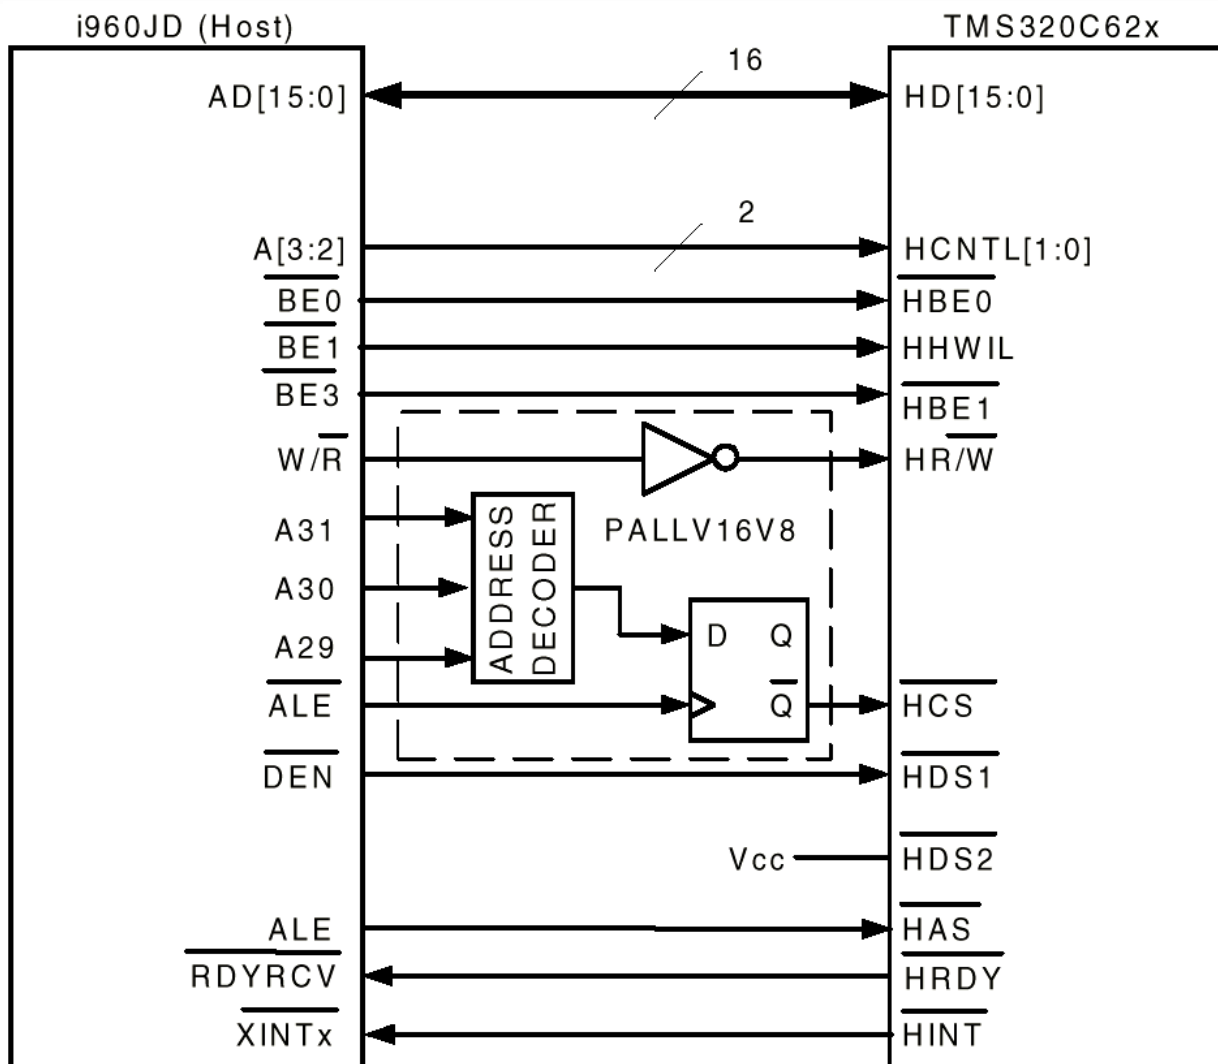 i960JD (Host) TMS320C62x
16
AD[15:0] HD[15:0]
2
A[3:2] HCNTL[1:0]
BE0 HBE0
BE1 HHWIL
BE3 HBE1
W/R HR/W
A31 ADDRESS DECODER PALLV16V8
A30
D Q
A29
ALE Q HCS
DEN HDS1
Vcc HDS2
ALE HAS
RDYRCV HRDY
XINTx HINT